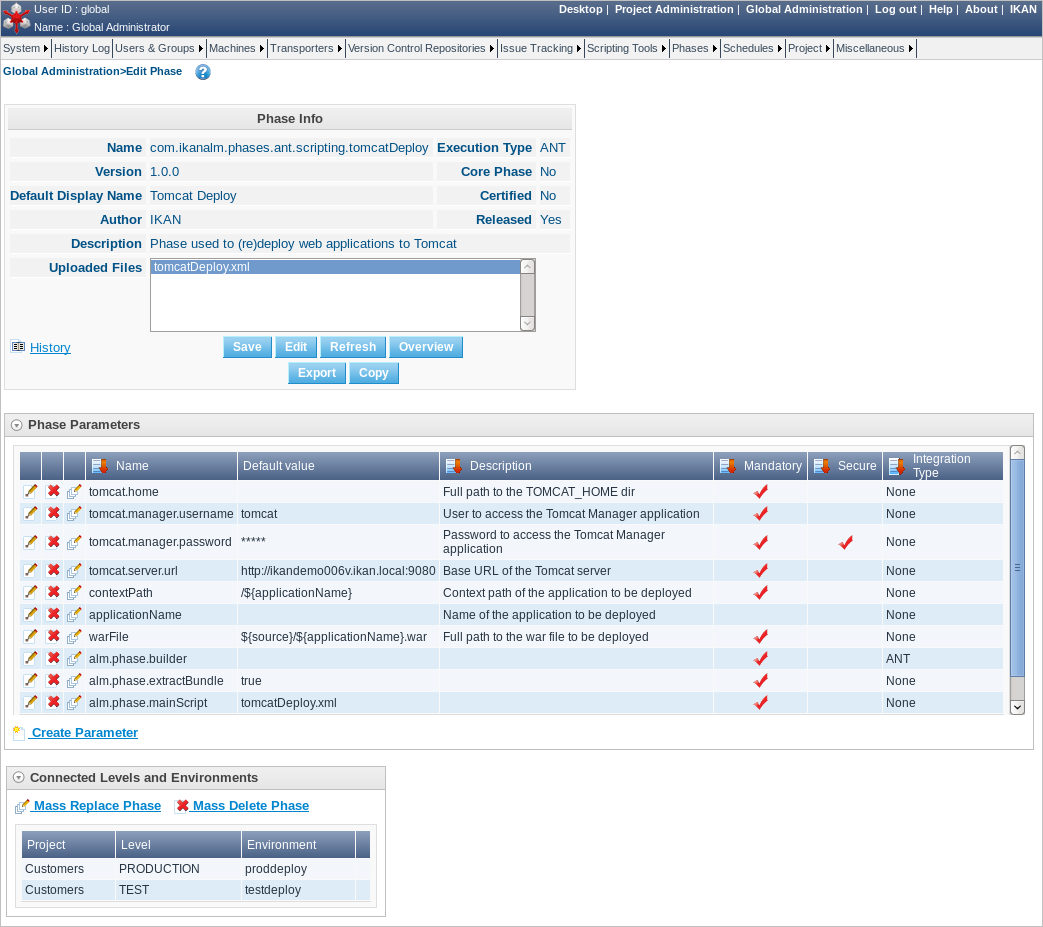 User ID : global
Desktop | Project Administration | Global Administration | Log out | Help | About | IKAN
Name : Global Administrator
System History Log Users & Groups Machines Transporters Version Control Repositories Issue Tracking Scripting Tools Phases Schedules Project Miscellaneous
Global Administration>Edit Phase ?
Phase Info
Name com.ikanalm.phases.ant.scripting.tomcatDeploy Execution Type ANT
Version 1.0.0 Core Phase No
Default Display Name Tomcat Deploy Certified No
Author IKAN Released Yes
Description Phase used to (re)deploy web applications to Tomcat
Uploaded Files tomcatDeploy.xml
History Save Edit Refresh Overview
Export Copy
Phase Parameters
Name Default value Description Mandatory Secure Integration
Type
tomcat.home Full path to the TOMCAT_HOME dir None
tomcat.manager.username tomcat User to access the Tomcat Manager application None
tomcat.manager.password ***** Password to access the Tomcat Manager
application None
tomcat.server.url http://ikandemo006v.ikan.local:9080 Base URL of the Tomcat server None
contextPath /${applicationName} Context path of the application to be deployed None
applicationName Name of the application to be deployed None
warFile ${source}/${applicationName}.war Full path to the war file to be deployed None
alm.phase.builder ANT
alm.phase.extractBundle true None
alm.phase.mainScript tomcatDeploy.xml None
Create Parameter
Connected Levels and Environments
Mass Replace Phase Mass Delete Phase
Project Level Environment
Customers PRODUCTION proddeploy
Customers TEST testdeploy